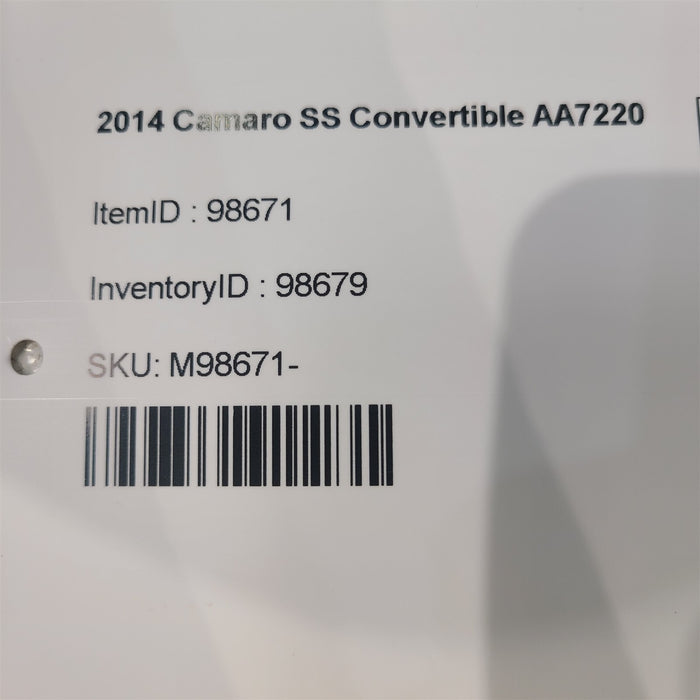 2014 Camaro SS Convertible AA7220
ItemID : 98671
InventoryID : 98679
SKU: M98671-